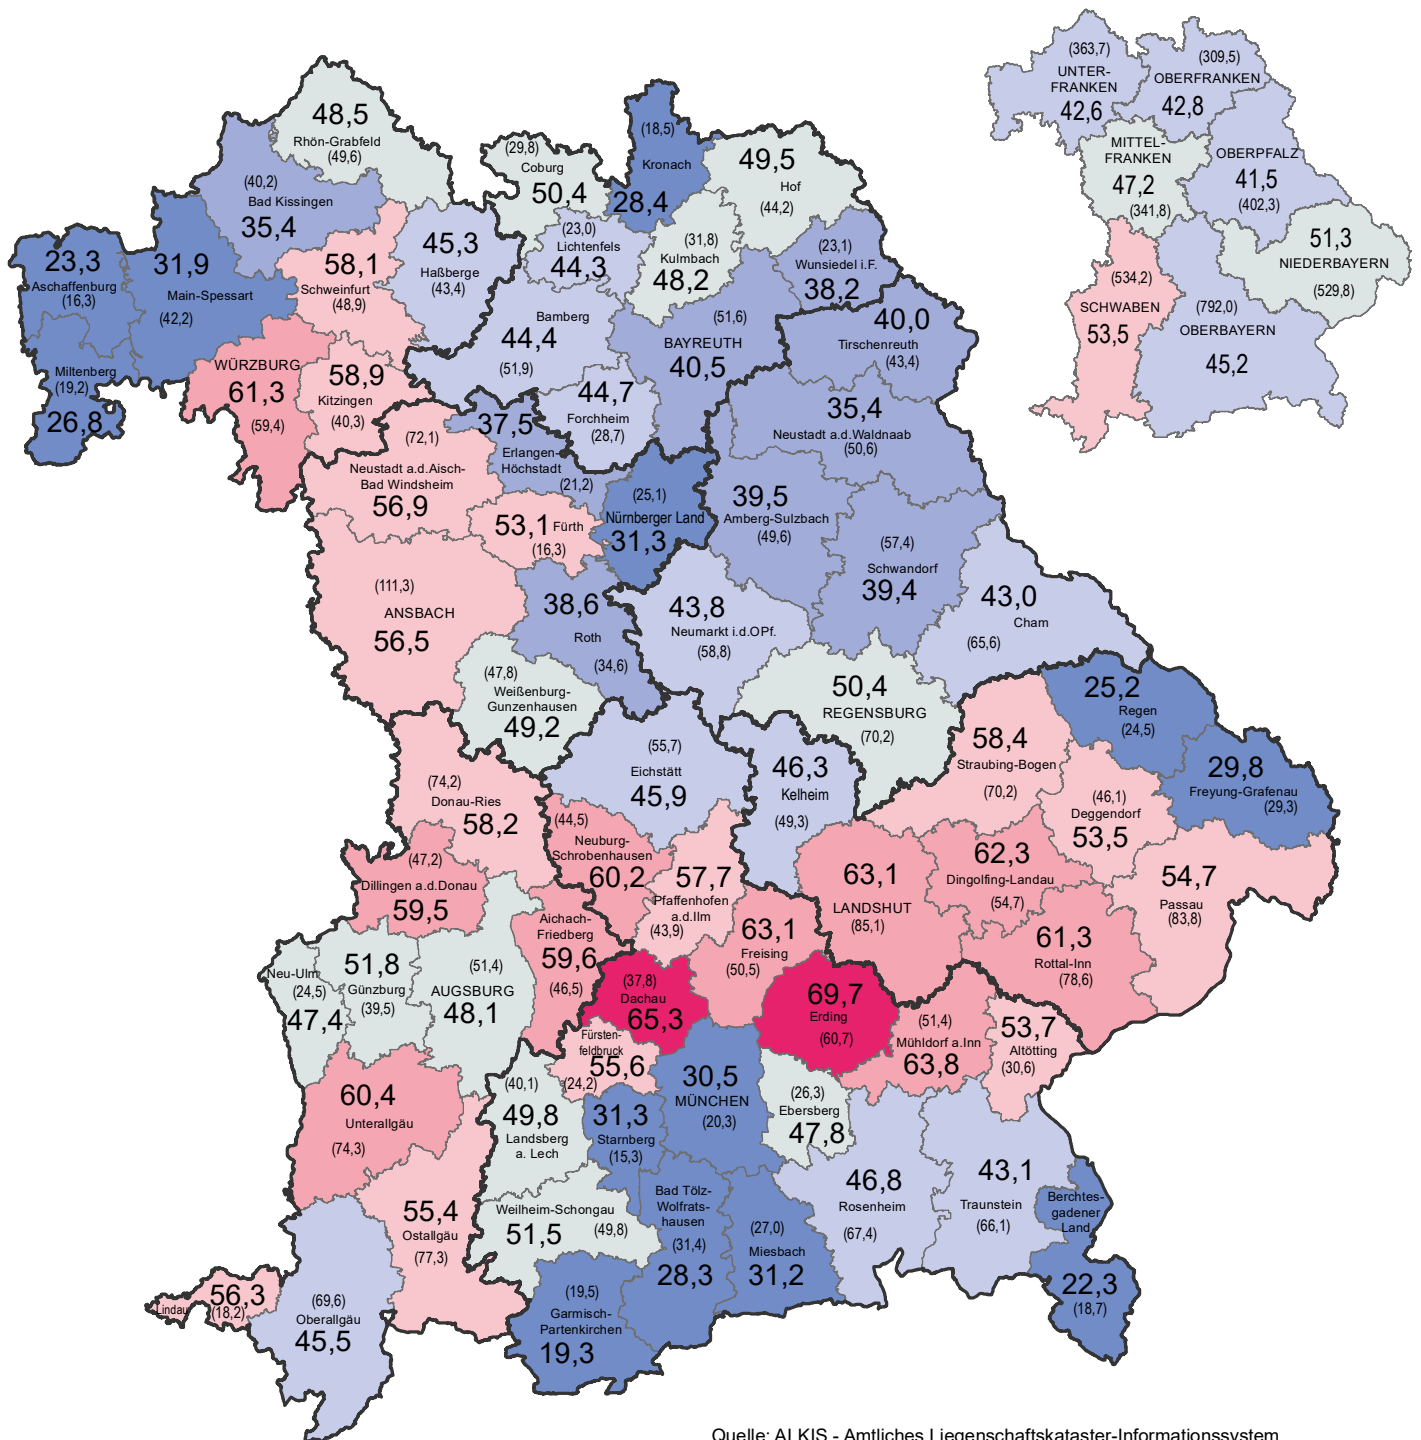 48,5
Rhön-Grabfeld
(49,6)
(40,2)
Bad Kissingen
35,4
(29,8)
Coburg
50,4
(18,5)
Kronach
28,4
49,5
Hof
(44,2)
23,3
Aschaffenburg
(16,3)
31,9
Main-Spessart
(42,2)
58,1
Schweinfurt
(48,9)
45,3
Haßberge
(43,4)
(23,0)
Lichtenfels
44,3
(31,8)
Kulmbach
48,2
(23,1)
Wunsiedel i.F.
38,2
Miltenberg
(19,2)
26,8
WÜRZBURG
61,3
(59,4)
58,9
Kitzingen
(40,3)
Bamberg
44,4
(51,9)
(51,6)
BAYREUTH
40,5
40,0
Tirschenreuth
(43,4)
44,7
Forchheim
(28,7)
37,5
Erlangen-
Höchstadt
(21,2)
35,4
Neustadt a.d.Waldnaab
(50,6)
(72,1)
Neustadt a.d.Aisch-
Bad Windsheim
56,9
53,1 Fürth
(16,3)
(25,1)
Nürnberger Land
31,3
39,5
Amberg-Sulzbach
(49,6)
(57,4)
Schwandorf
39,4
(111,3)
ANSBACH
56,5
38,6
Roth
(34,6)
43,8
Neumarkt i.d.OPf.
(58,8)
43,0
Cham
(65,6)
(47,8)
Weißenburg-
Gunzenhausen
49,2
50,4
REGENSBURG
(70,2)
25,2
Regen
(24,5)
58,4
Straubing-Bogen
(70,2)
29,8
Freyung-Grafenau
(29,3)
(55,7)
Eichstätt
45,9
46,3
Kelheim
(49,3)
(74,2)
Donau-Ries
58,2
(46,1)
Deggendorf
53,5
(44,5)
Neuburg-
Schrobenhausen
60,2
(47,2)
Dillingen a.d.Donau
59,5
57,7
Pfaffenhofen
a.d.Ilm
(43,9)
63,1
LANDSHUT
(85,1)
62,3
Dingolfing-Landau
(54,7)
54,7
Passau
(83,8)
Aichach-
Friedberg
59,6
(46,5)
63,1
Freising
(50,5)
61,3
Rottal-Inn
(78,6)
Neu-Ulm
(24,5)
47,4
51,8
Günzburg
(39,5)
(51,4)
AUGSBURG
48,1
(37,8)
Dachau
65,3
69,7
Erding
(60,7)
(51,4)
Mühldorf a.Inn
63,8
53,7
Altötting
(30,6)
Fürsten-
feldbruck
55,6
(24,2)
30,5
MÜNCHEN
(20,3)
(26,3)
Ebersberg
47,8
60,4
Unterallgäu
(74,3)
(40,1)
49,8
Landsberg
a. Lech
31,3
Starnberg
(15,3)
55,4
Ostallgäu
(77,3)
Weilheim-Schongau
51,5
(49,8)
Bad Tölz-
Wolfrats-
hausen
(31,4)
28,3
(27,0)
Miesbach
31,2
46,8
Rosenheim
(67,4)
43,1
Traunstein
(66,1)
Berchtes-
gadener
Land
22,3
(18,7)
Lindau
56,3
(18,2)
(69,6)
Oberallgäu
45,5
(19,5)
Garmisch-
Partenkirchen
19,3
(363,7)
UNTER-
FRANKEN
42,6
(309,5)
OBERFRANKEN
42,8
MITTEL-
FRANKEN
47,2
(341,8)
OBERPFALZ
41,5
(402,3)
51,3
NIEDERBAYERN
(529,8)
(534,2)
SCHWABEN
53,5
(792,0)
OBERBAYERN
45,2
Quelle: ALKIS - Amtliches Liegenschaftskataster-Informationssystem